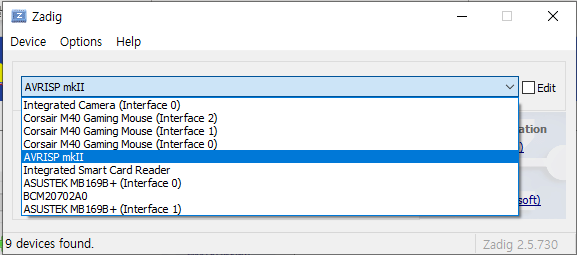 Zadig
Device Options Help
AVRISP mkII
Edit
Integrated Camera (Interface 0)
Corsair M40 Gaming Mouse (Interface 2)
Corsair M40 Gaming Mouse (Interface 1)
Corsair M40 Gaming Mouse (Interface 0)
AVRISP mkII
Integrated Smart Card Reader
ASUSTEK MB169B+ (Interface 0)
BCM20702A0
ASUSTEK MB169B+ (Interface 1)
ation
)
soft)
9 devices found.
Zadig 2.5.730